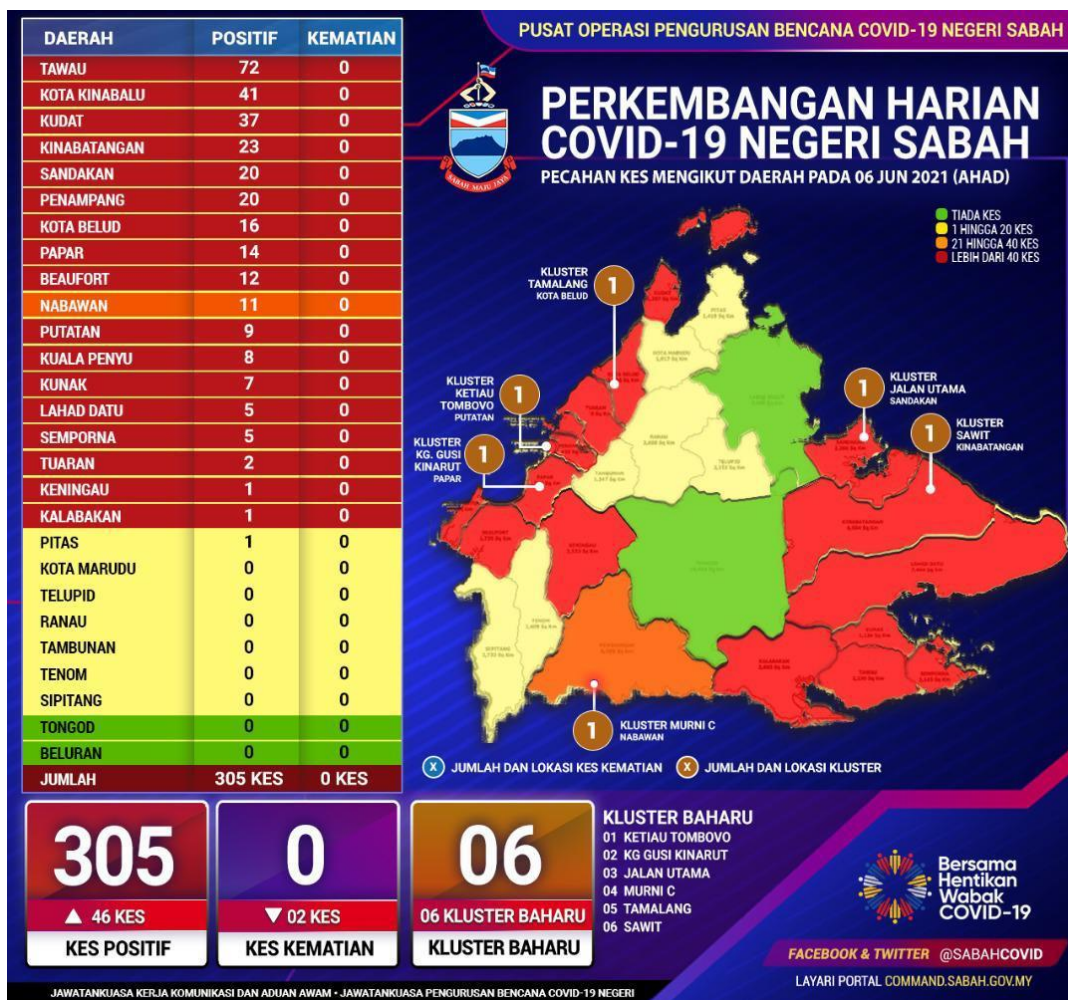 PUSAT OPERASI PENGURUSAN BENCANA COVID-19 NEGERI SABAH
PERKEMBANGAN HARIAN
COVID-19 NEGERI SABAH
PECAHAN KES MENGIKUT DAERAH PADA 06 JUN 2021 (AHAD)
SABAH MAJU JAYA
DAERAH POSITIF KEMATIAN
TAWAU 72 0
KOTA KINABALU 41 0
KUDAT 37 0
KINABATANGAN 23 0
SANDAKAN 20 0
PENAMPANG 20 0
KOTA BELUD 16 0
PAPAR 14 0
BEAUFORT 12 0
NABAWAN 11 0
PUTATAN 9 0
KUALA PENYU 8 0
KUNAK 7 0
LAHAD DATU 5 0
SEMPORNA 5 0
TUARAN 2 0
KENINGAU 1 0
KALABAKAN 1 0
PITAS 1 0
KOTA MARUDU 0 0
TELUPID 0 0
RANAU 0 0
TAMBUNAN 0 0
TENOM 0 0
SIPITANG 0 0
TONGOD 0 0
BELURAN 0 0
JUMLAH 305 KES 0 KES
TIADA KES
1 HINGGA 20 KES
21 HINGGA 40 KES
LEBIH DARI 40 KES
KLUSTER
TAMALANG
KOTA BELUD
1
KLUSTER
KETIAU
TOMBOVO
PUTATAN
1
KLUSTER
KG. GUSI
KINARUT
PAPAR
1
1
KLUSTER
JALAN UTAMA
SANDAKAN
1
KLUSTER
SAWIT
KINABATANGAN
1
KLUSTER MURNI C
NABAWAN
X JUMLAH DAN LOKASI KES KEMATIAN
X JUMLAH DAN LOKASI KLUSTER
305
▲ 46 KES
KES POSITIF
0
▼ 02 KES
KES KEMATIAN
06
06 KLUSTER BAHARU
KLUSTER BAHARU
KLUSTER BAHARU
01 KETIAU TOMBOVO
02 KG GUSI KINARUT
03 JALAN UTAMA
04 MURNI C
05 TAMALANG
06 SAWIT
Bersama
Hentikan
Wabak
COVID-19
FACEBOOK & TWITTER @SABAHCOVID
LAYARI PORTAL COMMAND.SABAH.GOV.MY
JAWATANKUASA KERJA KOMUNIKASI DAN ADUAN AWAM • JAWATANKUASA PENGURUSAN BENCANA COVID-19 NEGERI